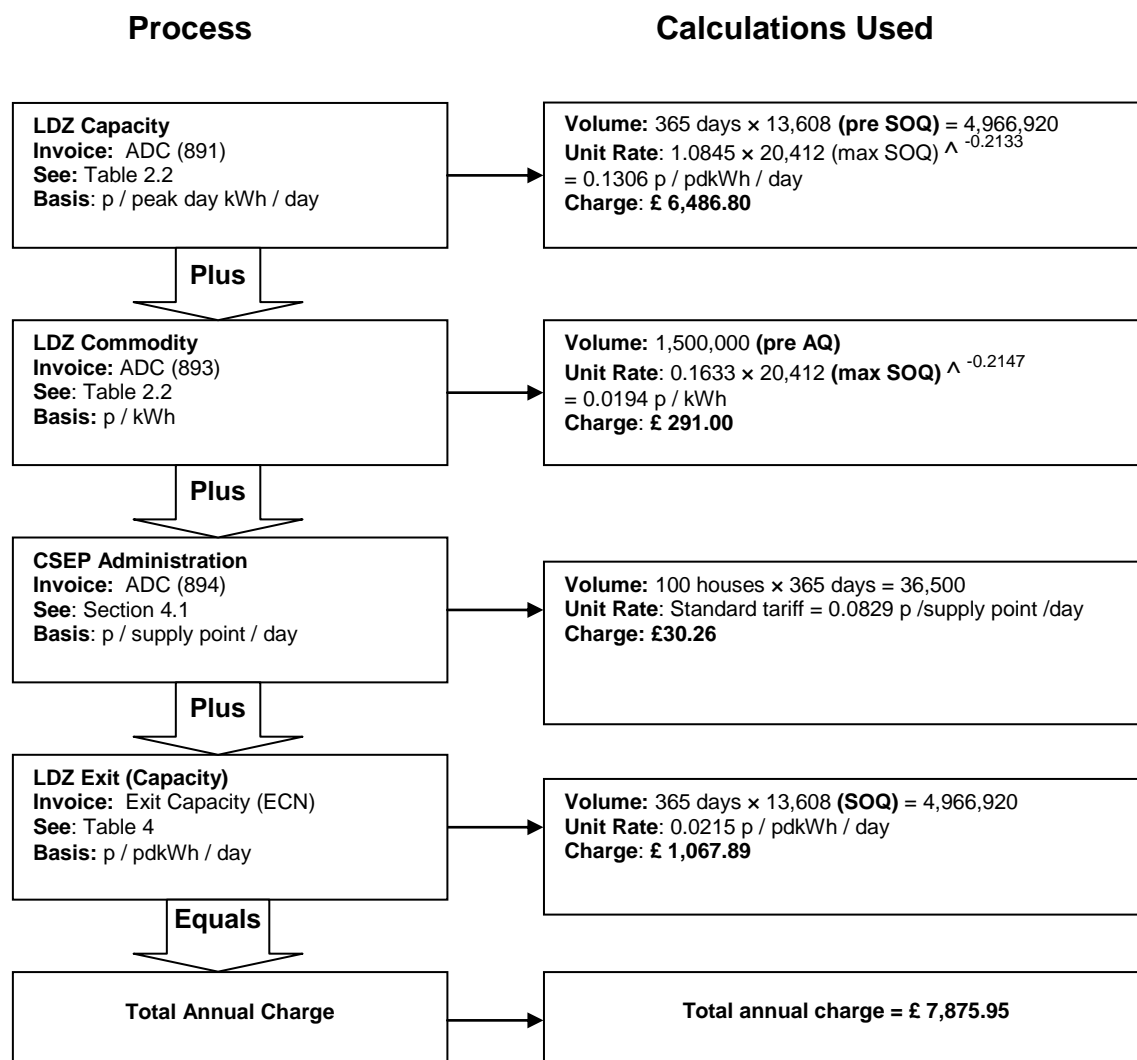 Process
Calculations Used
LDZ Capacity
Invoice: ADC (891)
See: Table 2.2
Basis: p / peak day kWh / day
Volume: 365 days × 13,608 (pre SOQ) = 4,966,920
Unit Rate: 1.0845 × 20,412 (max SOQ) ^ -0.2133
= 0.1306 p / pdkWh / day
Charge: £ 6,486.80
Plus
LDZ Commodity
Invoice: ADC (893)
See: Table 2.2
Basis: p / kWh
Volume: 1,500,000 (pre AQ)
Unit Rate: 0.1633 × 20,412 (max SOQ) ^ -0.2147
= 0.0194 p / kWh
Charge: £ 291.00
Plus
CSEP Administration
Invoice: ADC (894)
See: Section 4.1
Basis: p / supply point / day
Volume: 100 houses × 365 days = 36,500
Unit Rate: Standard tariff = 0.0829 p /supply point /day
Charge: £30.26
Plus
LDZ Exit (Capacity)
Invoice: Exit Capacity (ECN)
See: Table 4
Basis: p / pdkWh / day
Volume: 365 days × 13,608 (SOQ) = 4,966,920
Unit Rate: 0.0215 p / pdkWh / day
Charge: £ 1,067.89
Equals
Total Annual Charge
Total annual charge = £ 7,875.95